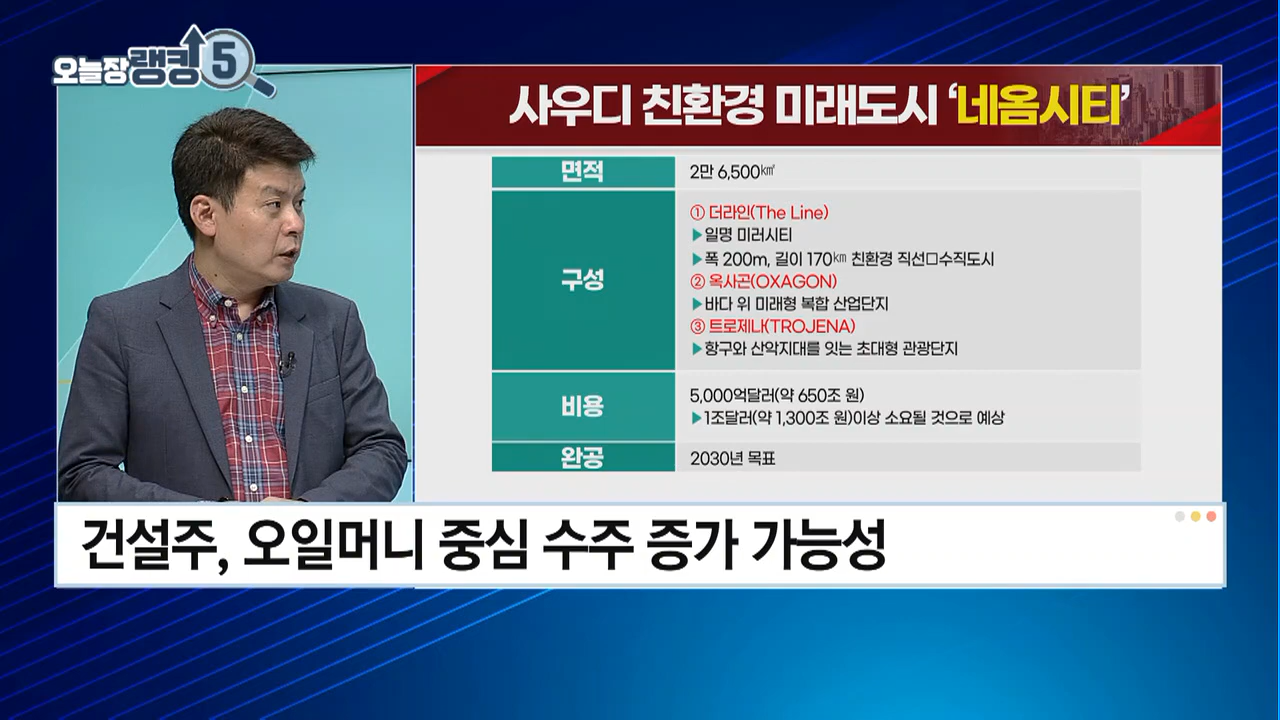 오늘장 랭킹 5
사우디 친환경 미래도시 ‘네옴시티’
면적
2만 6,500㎢
구성
① 더라인(The Line)
▶일명 미러시티
▶폭 200m, 길이 170㎞ 친환경 직선□수직도시
② 옥사곤(OXAGON)
▶바다 위 미래형 복합 산업단지
③ 트로제나(TROJENA)
▶항구와 산악지대를 잇는 초대형 관광단지
비용
5,000억달러(약 650조 원)
▶1조달러(약 1,300조 원)이상 소요될 것으로 예상
완공
2030년 목표
건설주, 오일머니 중심 수주 증가 가능성